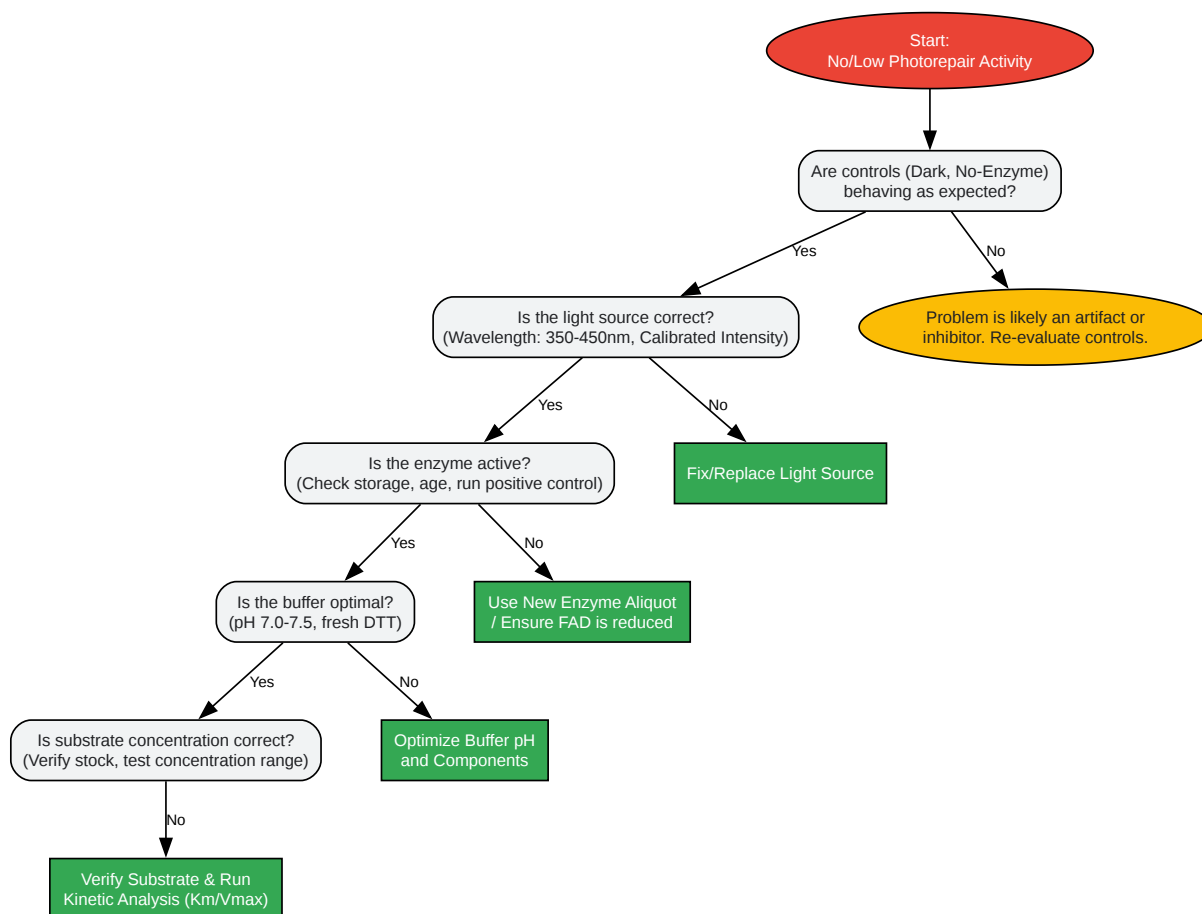 Start:
No/Low Photorepair Activity
Are controls (Dark, No-Enzyme)
behaving as expected?
Yes
No
Is the light source correct?
(Wavelength: 350-450nm, Calibrated Intensity)
Problem is likely an artifact or
inhibitor. Re-evaluate controls.
Yes
No
Is the enzyme active?
(Check storage, age, run positive control)
Fix/Replace Light Source
Yes
No
Is the buffer optimal?
(pH 7.0-7.5, fresh DTT)
Use New Enzyme Aliquot
/ Ensure FAD is reduced
Yes
No
Is substrate concentration correct?
(Verify stock, test concentration range)
Optimize Buffer pH
and Components
No
Verify Substrate & Run
Kinetic Analysis (Km/Vmax)